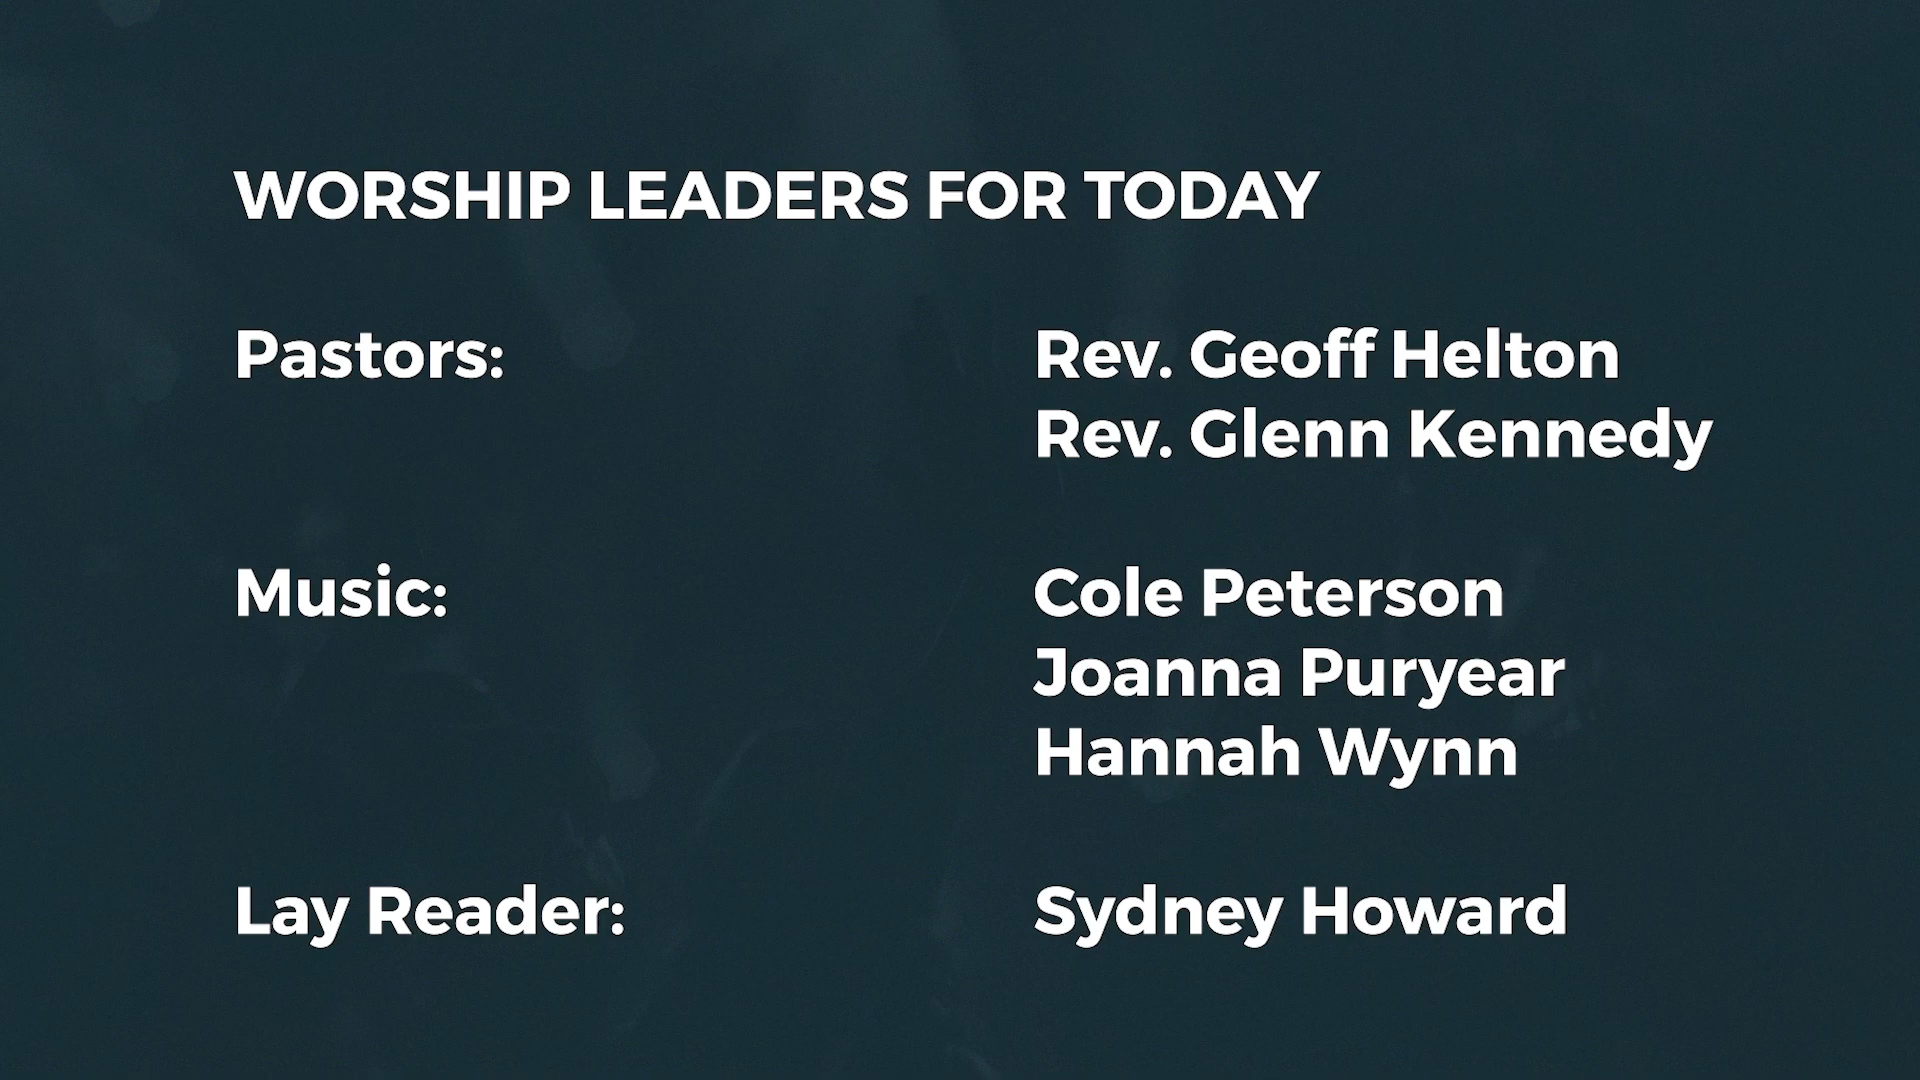 WORSHIP LEADERS FOR TODAY
Pastors: Rev. Geoff Helton
Rev. Glenn Kennedy
Music: Cole Peterson
Joanna Puryear
Hannah Wynn
Lay Reader: Sydney Howard